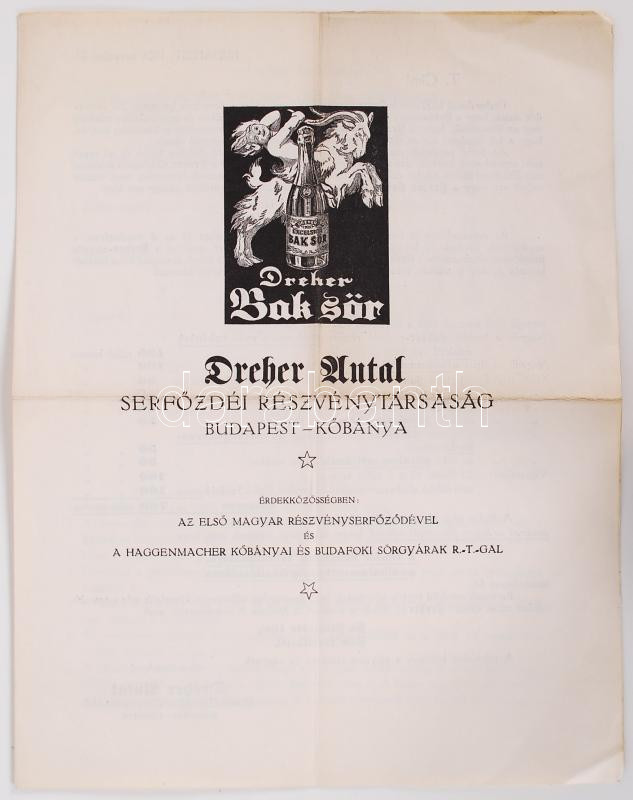 EXCELSIOR
BAK SÖR
Dreher
Bak sör
Dreher Antal
SERFŐZDÉI RÉSZVÉNYTÁRSASÁG
BUDAPEST–KŐBÁNYA
ÉRDEKKÖZÖSSÉGBEN:
AZ ELSŐ MAGYAR RÉSZVÉNYSERFŐZŐDÉVEL
ÉS
A HAGGENMACHER KŐBÁNYAI ÉS BUDAFOKI SÖRGYÁRAK R.-T.-GAL